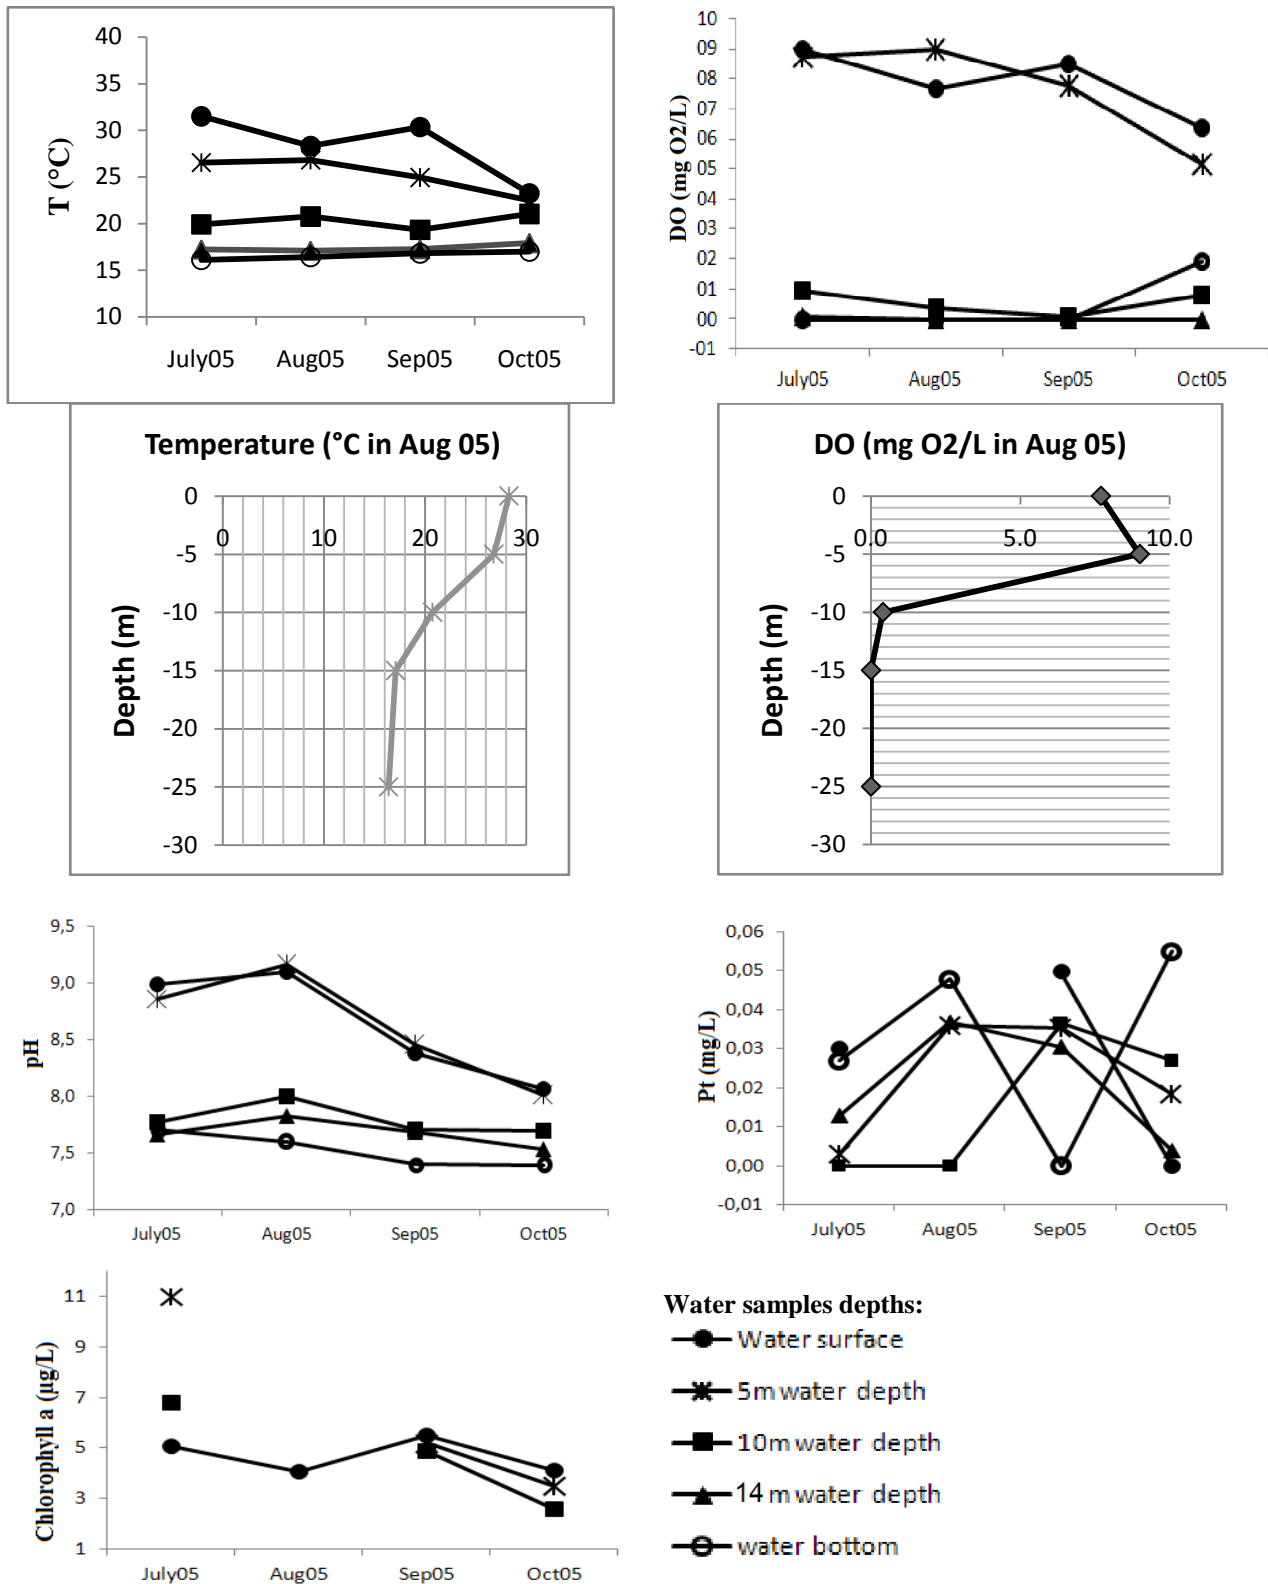 40
35
30
25
20
15
10
T (°C)
July05 Aug05 Sep05 Oct05
10
09
08
07
06
05
04
03
02
01
00
-01
DO (mg O2/L)
July05 Aug05 Sep05 Oct05
Temperature (°C in Aug 05)
0
0 10 20 30
-5
-10
-15
-20
-25
-30
Depth (m)
DO (mg O2/L in Aug 05)
0
0.0 5.0 10.0
-5
-10
-15
-20
-25
-30
Depth (m)
9,5
9,0
8,5
8,0
7,5
7,0
pH
July05 Aug05 Sep05 Oct05
0,06
0,05
0,04
0,03
0,02
0,01
0,00
-0,01
Pt (mg/L)
July05 Aug05 Sep05 Oct05
11
9
7
5
3
1
Chlorophyll a (µg/L)
July05 Aug05 Sep05 Oct05
Water samples depths:
Water surface
5m water depth
10m water depth
14 m water depth
water bottom